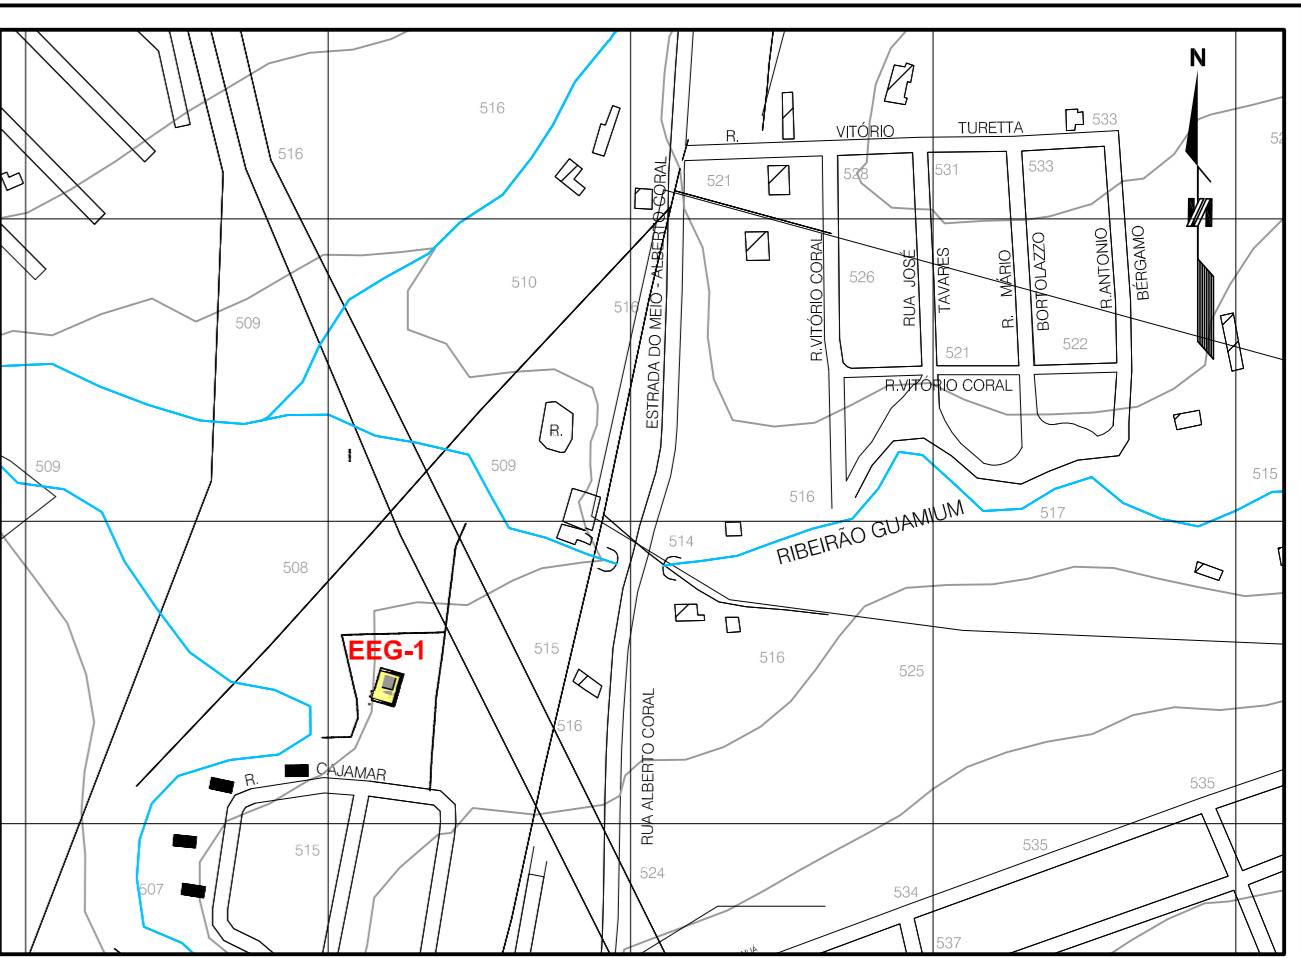 N
516
533
R.
VITÓRIO
TURETTA
516
521
528
531
533
ESTRADA DO MEIO - ALBERTO CORAL
R.VITÓRIO CORAL
RUA JOSÉ
TAVARES
R. MÁRIO
BORTOLAZZO
R.ANTONIO
BÉRGAMO
510
526
516
509
521
522
R.VITÓRIO CORAL
R.
509
509
516
515
517
RIBEIRÃO GUAMIUM
514
508
EEG-1
515
516
525
516
RUA ALBERTO CORAL
R.
CAJAMAR
535
515
535
507
524
534
537